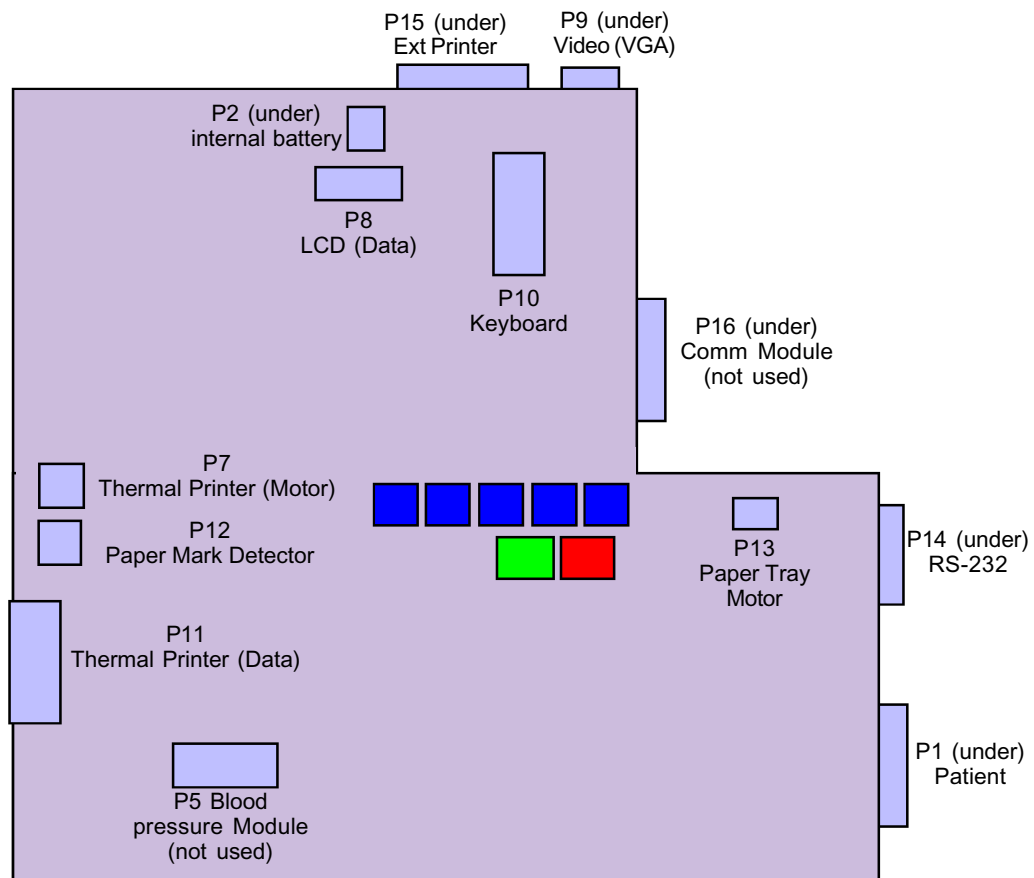 P15 (under)
Ext Printer
P9 (under)
Video (VGA)
P2 (under)
internal battery
P8
LCD (Data)
P10
Keyboard
P16 (under)
Comm Module
(not used)
P7
Thermal Printer (Motor)
P12
Paper Mark Detector
P13
Paper Tray
Motor
P14 (under)
RS-232
P11
Thermal Printer (Data)
P1 (under)
Patient
P5 Blood
pressure Module
(not used)